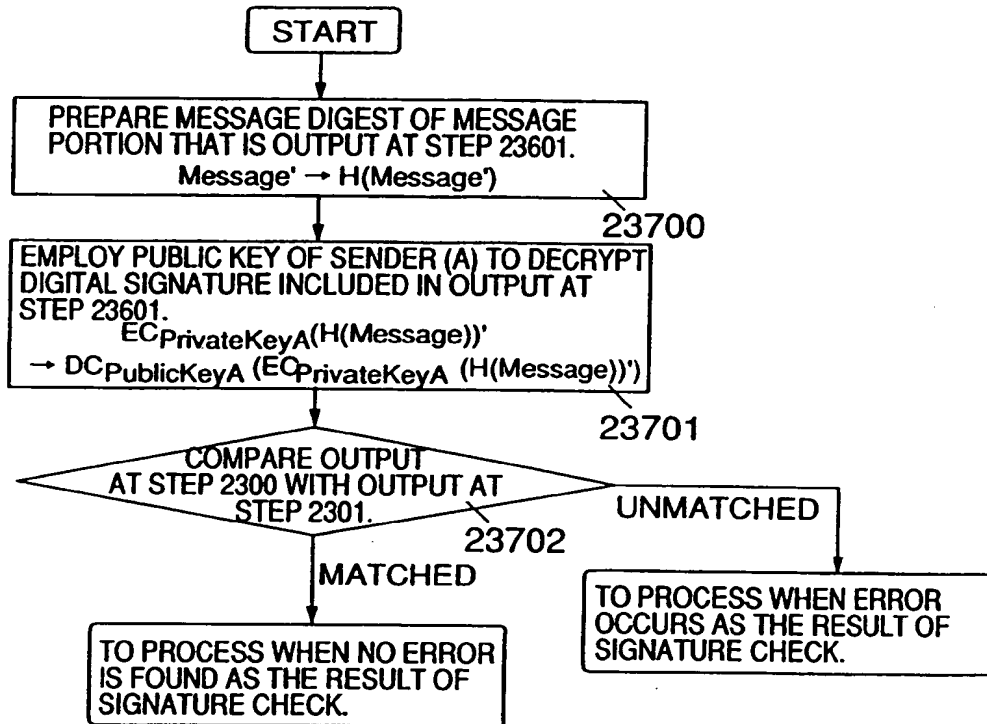 START
PREPARE MESSAGE DIGEST OF MESSAGE
PORTION THAT IS OUTPUT AT STEP 23601.
Message' → H(Message')
23700
EMPLOY PUBLIC KEY OF SENDER (A) TO DECRYPT
DIGITAL SIGNATURE INCLUDED IN OUTPUT AT
STEP 23601.
ECPrivateKeyA(H(Message))'
→ DCPublicKeyA (ECPrivateKeyA (H(Message))')
23701
COMPARE OUTPUT
AT STEP 2300 WITH OUTPUT AT
STEP 2301.
23702
UNMATCHED
MATCHED
TO PROCESS WHEN ERROR
OCCURS AS THE RESULT OF
SIGNATURE CHECK.
TO PROCESS WHEN NO ERROR
IS FOUND AS THE RESULT OF
SIGNATURE CHECK.